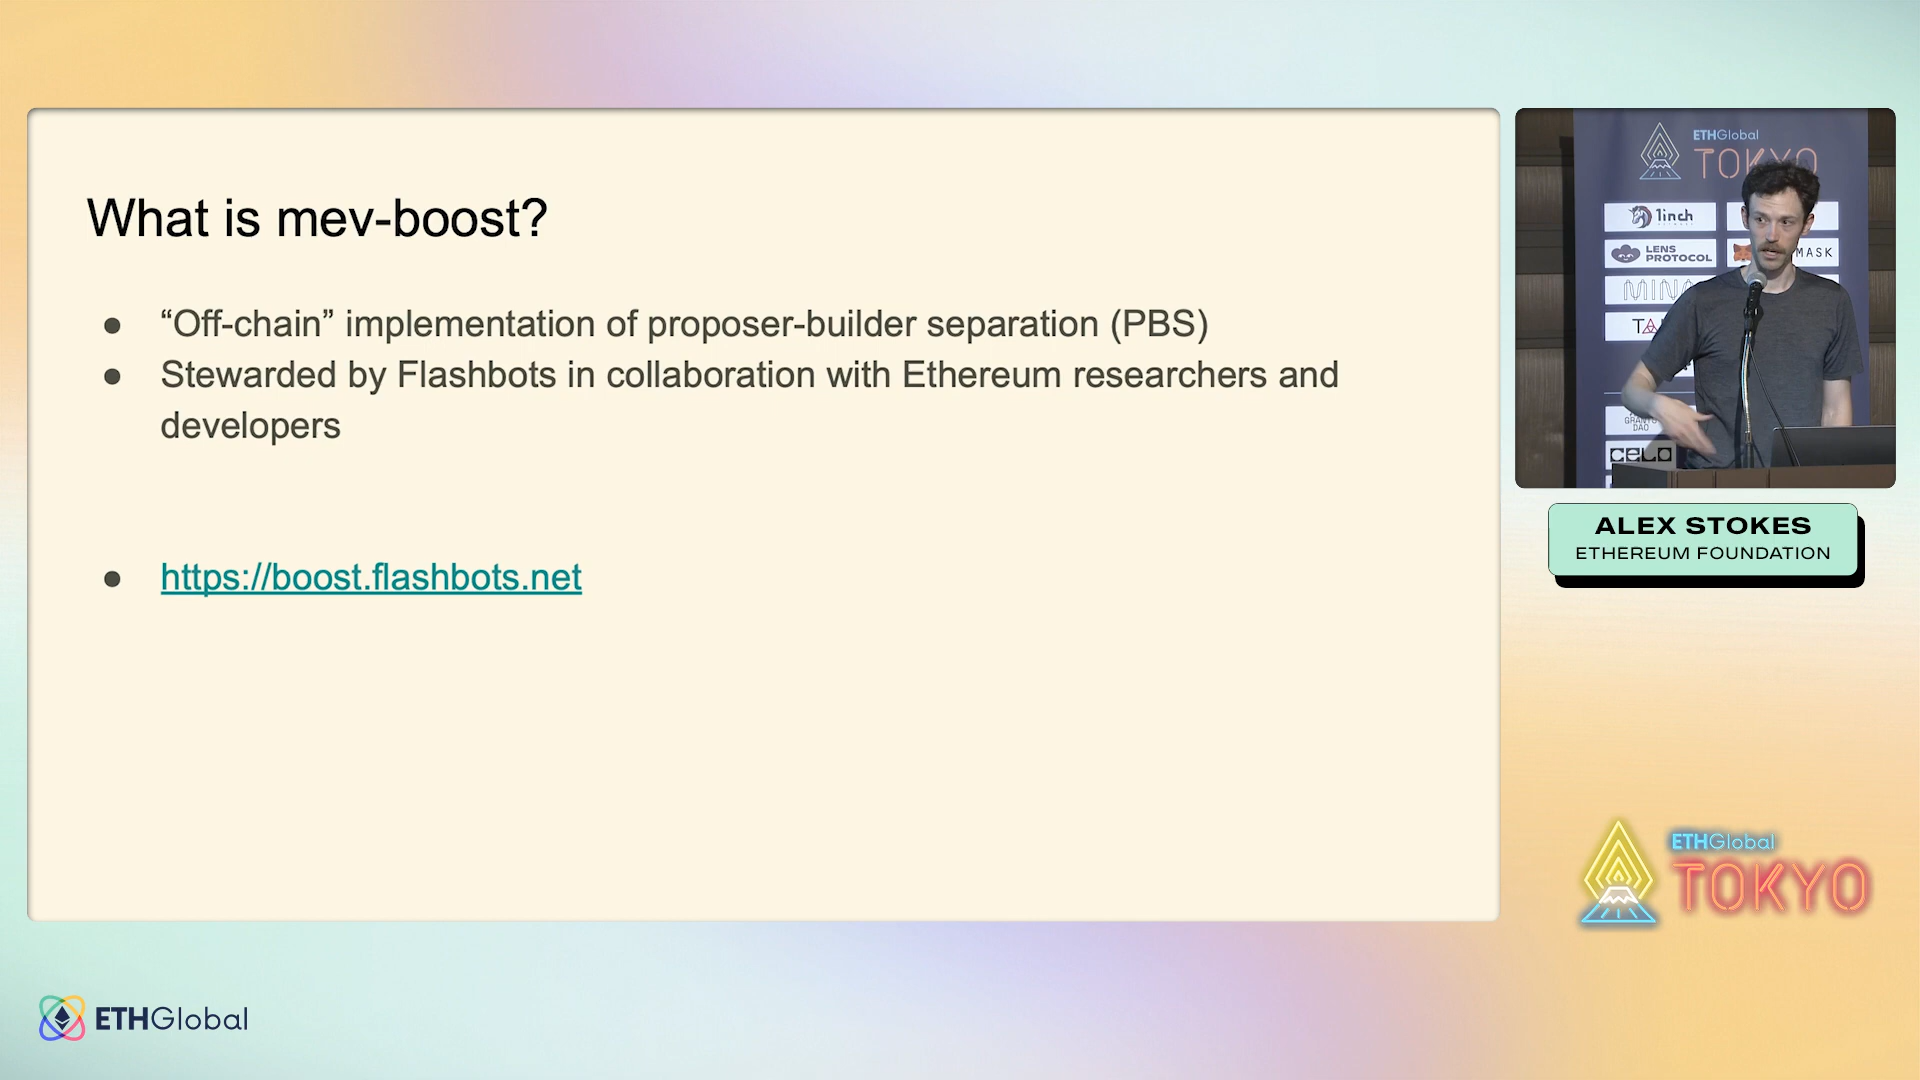 What is mev-boost?
● “Off-chain” implementation of proposer-builder separation (PBS)
● Stewarded by Flashbots in collaboration with Ethereum researchers and
developers
● https://boost.flashbots.net
ETHGlobal
TOKYO
1inch
LENS
PROTOCOL
MASK
CELO
ALEX STOKES
ETHEREUM FOUNDATION
ETHGlobal
TOKYO
ETHGlobal